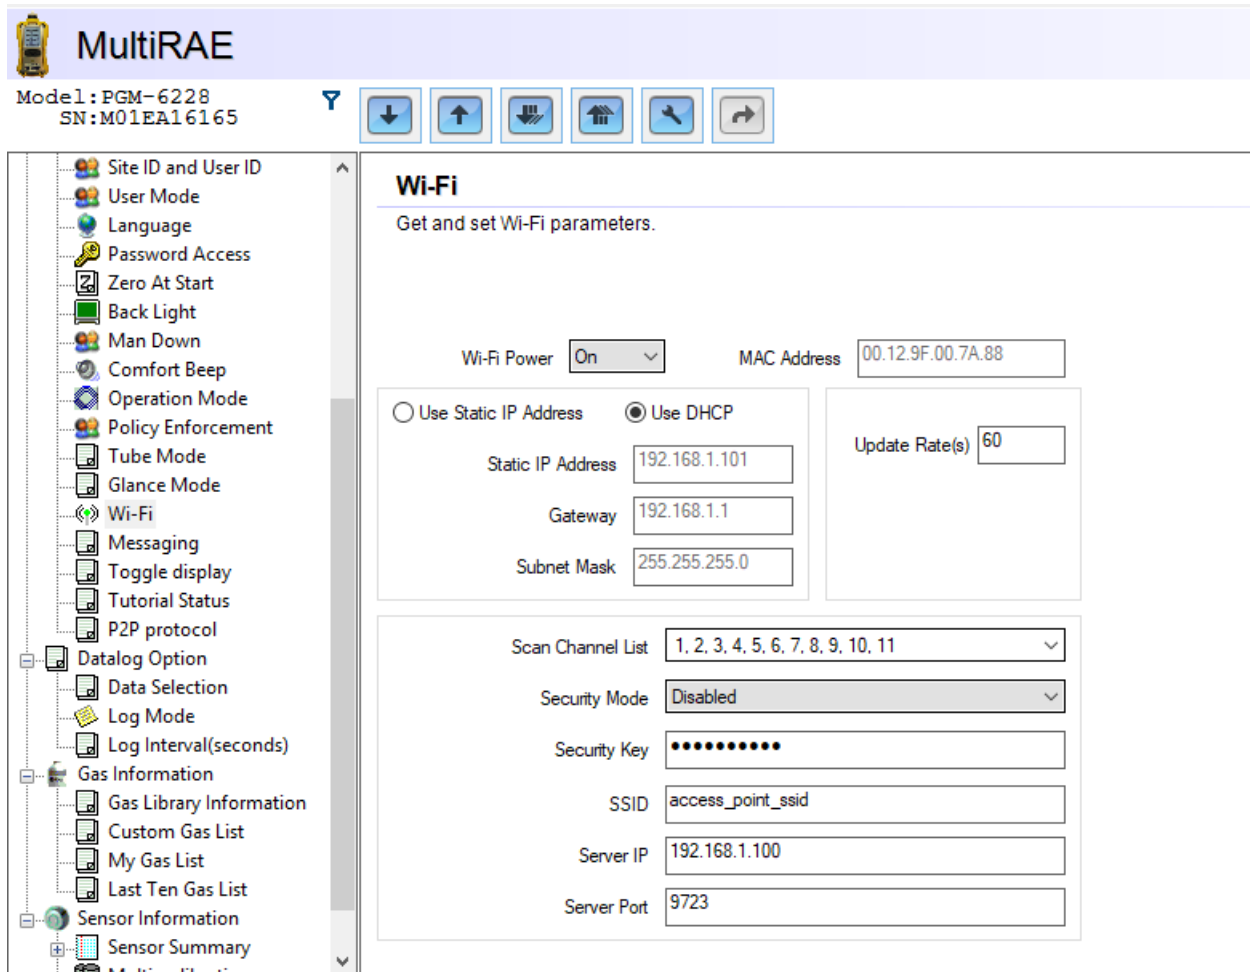 MultiRAE
Model:PGM-6228
SN:M01EA16165
Site ID and User ID
User Mode
Language
Password Access
Zero At Start
Back Light
Man Down
Comfort Beep
Operation Mode
Policy Enforcement
Tube Mode
Glance Mode
Wi-Fi
Messaging
Toggle display
Tutorial Status
P2P protocol
Datalog Option
Data Selection
Log Mode
Log Interval(seconds)
Gas Information
Gas Library Information
Custom Gas List
My Gas List
Last Ten Gas List
Sensor Information
Sensor Summary
Wi-Fi
Get and set Wi-Fi parameters.
Wi-Fi Power On MAC Address 00.12.9F.00.7A.88
Use Static IP Address Use DHCP
Static IP Address 192.168.1.101
Gateway 192.168.1.1
Subnet Mask 255.255.255.0
Update Rate(s) 60
Scan Channel List 1, 2, 3, 4, 5, 6, 7, 8, 9, 10, 11
Security Mode Disabled
Security Key ●●●●●●●●●●
SSID access_point_ssid
Server IP 192.168.1.100
Server Port 9723